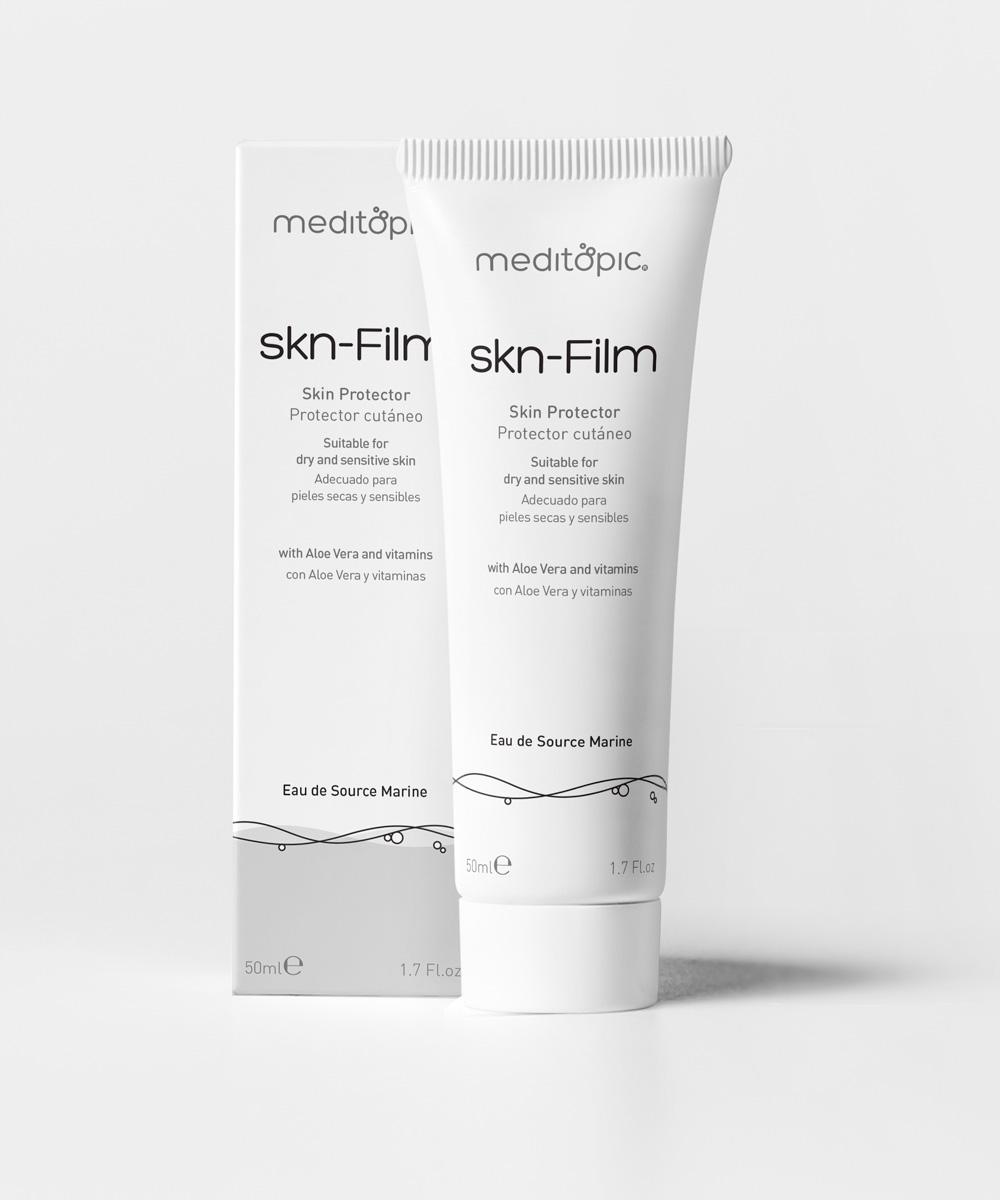 meditopi
skn-Film
Skin Protector
Protector cutáneo
Suitable for
dry and sensitive skin
Adecuado para
pieles secas y sensibles
with Aloe Vera and vitamins
con Aloe Vera y vitaminas
Eau de Source Marine
50ml℮
1.7 Fl.oz
meditopic®
skn-Film
Skin Protector
Protector cutáneo
Suitable for
dry and sensitive skin
Adecuado para
pieles secas y sensibles
with Aloe Vera and vitamins
con Aloe Vera y vitaminas
Eau de Source Marine
50ml℮
1.7 Fl.oz